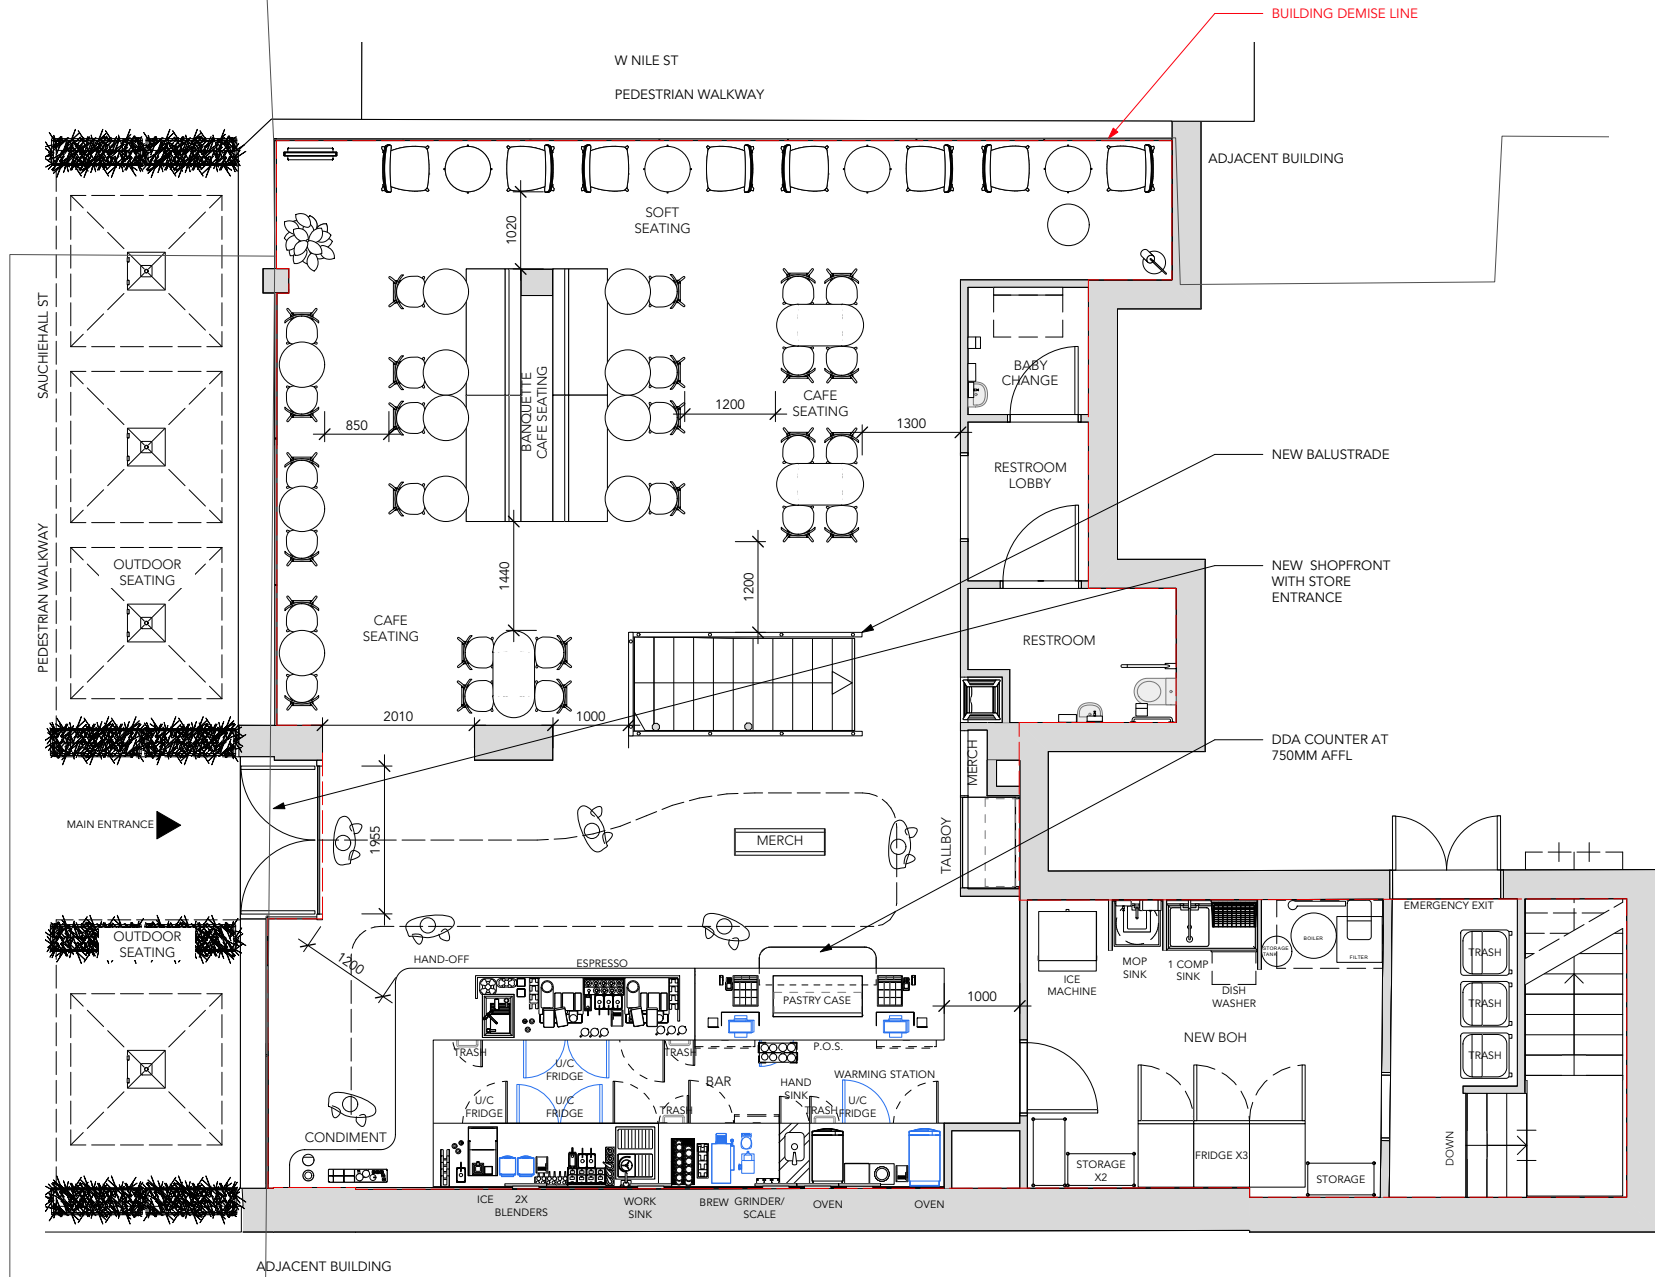 BUILDING DEMISE LINE
W NILE ST
PEDESTRIAN WALKWAY
ADJACENT BUILDING
SOFT
SEATING
1020
SAUCHIEHALL ST
PEDESTRIAN WALKWAY
BANQUETTE
CAFE SEATING
BABY
CHANGE
CAFE
SEATING
850
1200
1300
NEW BALUSTRADE
RESTROOM
LOBBY
OUTDOOR
SEATING
1440
1200
NEW SHOPFRONT
WITH STORE
ENTRANCE
CAFE
SEATING
RESTROOM
2010
1000
DDA COUNTER AT
750MM AFFL
MERCH
MAIN ENTRANCE
1955
MERCH
TALLBOY
EMERGENCY EXIT
OUTDOOR
SEATING
HAND-OFF
1200
ESPRESSO
PASTRY CASE
1000
ICE
MACHINE
MOP
SINK
1 COMP
SINK
DISH
WASHER
STORAGE
TANK
BOILER
FILTER
TRASH
TRASH
TRASH
NEW BOH
TRASH
U/C
FRIDGE
TRASH
P.O.S.
BAR
HAND
SINK
WARMING STATION
U/C
FRIDGE
U/C
FRIDGE
TRASH
TRASH
U/C
FRIDGE
CONDIMENT
STORAGE
X2
FRIDGE X3
STORAGE
DOWN
ICE
2X
BLENDERS
WORK
SINK
BREW
GRINDER/
SCALE
OVEN
OVEN
ADJACENT BUILDING